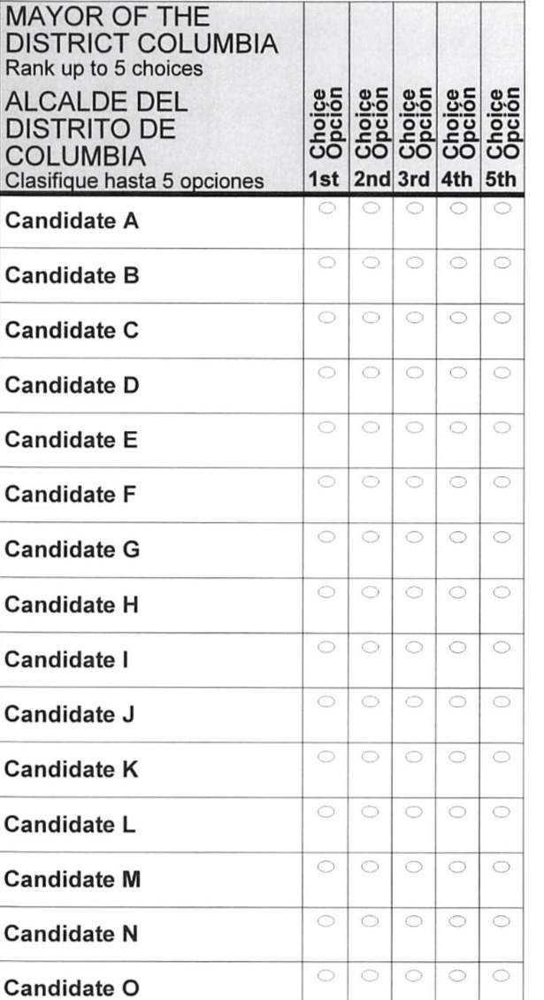 MAYOR OF THE
DISTRICT COLUMBIA
Rank up to 5 choices
ALCALDE DEL
DISTRITO DE
COLUMBIA
Clasifique hasta 5 opciones
Choice
Opción
1st
Choice
Opción
2nd
Choice
Opción
3rd
Choice
Opción
4th
Choice
Opción
5th
Candidate A
Candidate B
Candidate C
Candidate D
Candidate E
Candidate F
Candidate G
Candidate H
Candidate I
Candidate J
Candidate K
Candidate L
Candidate M
Candidate N
Candidate O